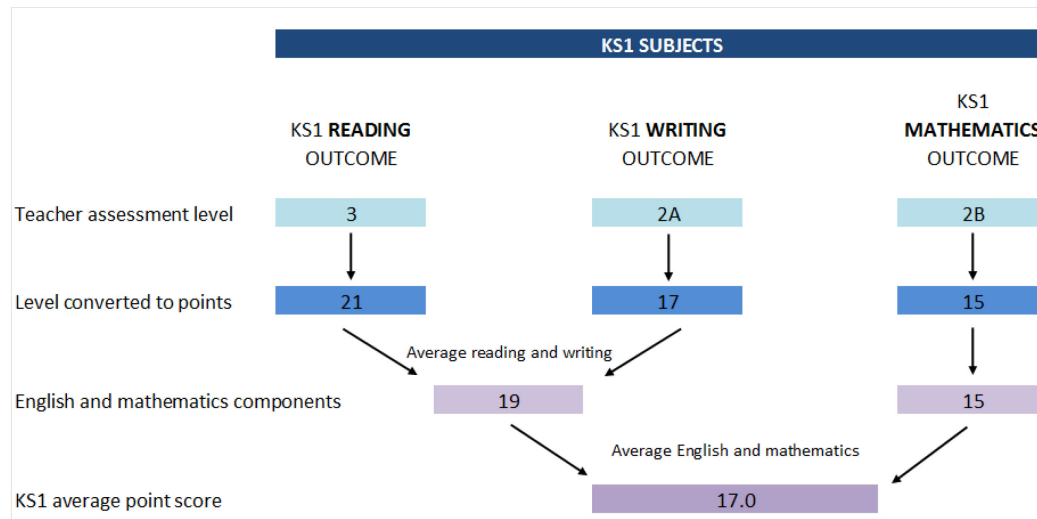 KS1 SUBJECTS
KS1 READING
OUTCOME
KS1 WRITING
OUTCOME
KS1
MATHEMATICS
OUTCOME
Teacher assessment level
3
2A
2B
Level converted to points
21
17
15
Average reading and writing
English and mathematics components
19
15
Average English and mathematics
KS1 average point score
17.0